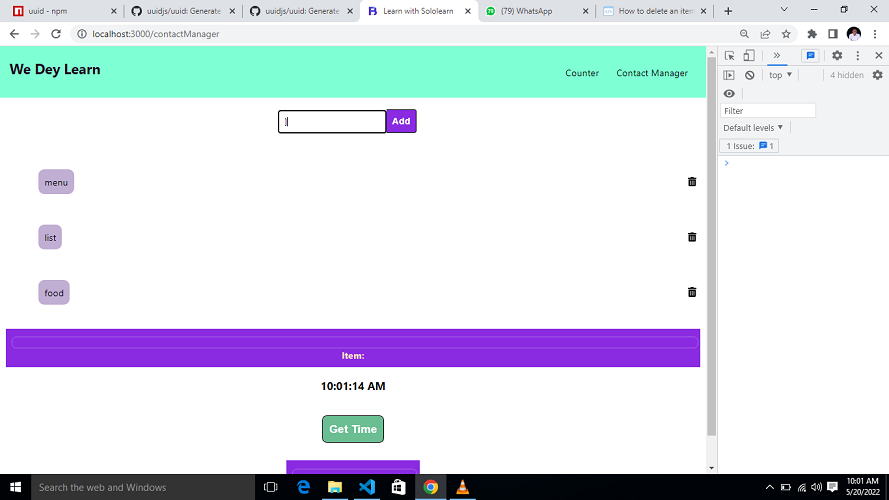 uuid - npm
uuidjs/uuid: Generate
uuidjs/uuid: Generate
Learn with Sololearn
(79) WhatsApp
How to delete an item
localhost:3000/contactManager
We Dey Learn
Counter
Contact Manager
Add
menu
list
food
Item:
10:01:14 AM
Get Time
top
4 hidden
Filter
Default levels
1 Issue: 1
Search the web and Windows
10:01 AM
5/20/2022